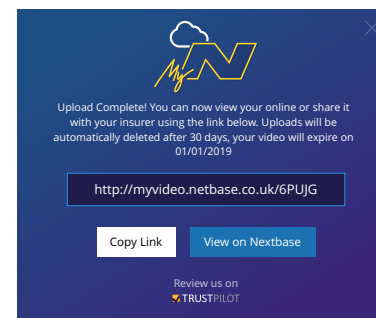 My N
Upload Complete! You can now view your online or share it
with your insurer using the link below. Uploads will be
automatically deleted after 30 days, your video will expire on
01/01/2019
http://myvideo.netbase.co.uk/6PUJG
Copy Link
View on Nextbase
Review us on
TRUSTPILOT